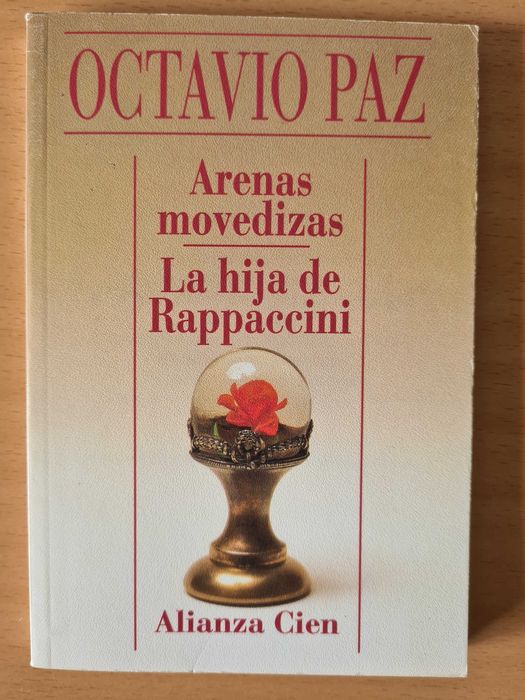 OCTAVIO PAZ
Arenas
movedizas
La hija de
Rappaccini
Alianza Cien